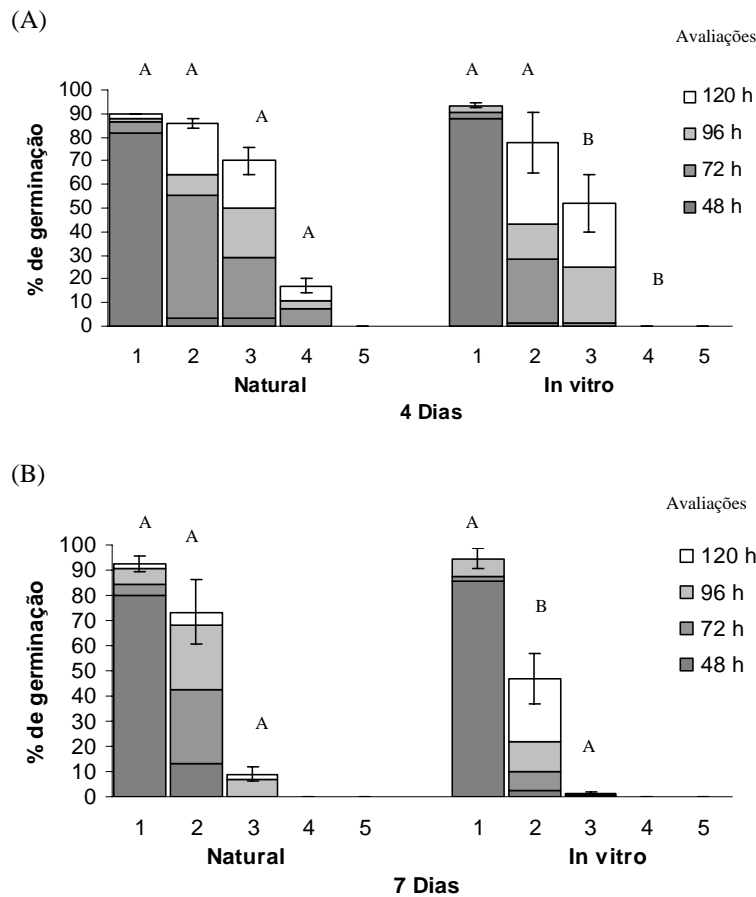 (A)
Avaliações
A A A A A A B B
100
90
80
70
60
50
40
30
20
10
0
% de germinação
120 h
96 h
72 h
48 h
1 2 3 4 5 1 2 3 4 5
Natural In vitro
4 Dias
(B)
Avaliações
A A A A B A
100
90
80
70
60
50
40
30
20
10
0
% de germinação
120 h
96 h
72 h
48 h
1 2 3 4 5 1 2 3 4 5
Natural In vitro
7 Dias